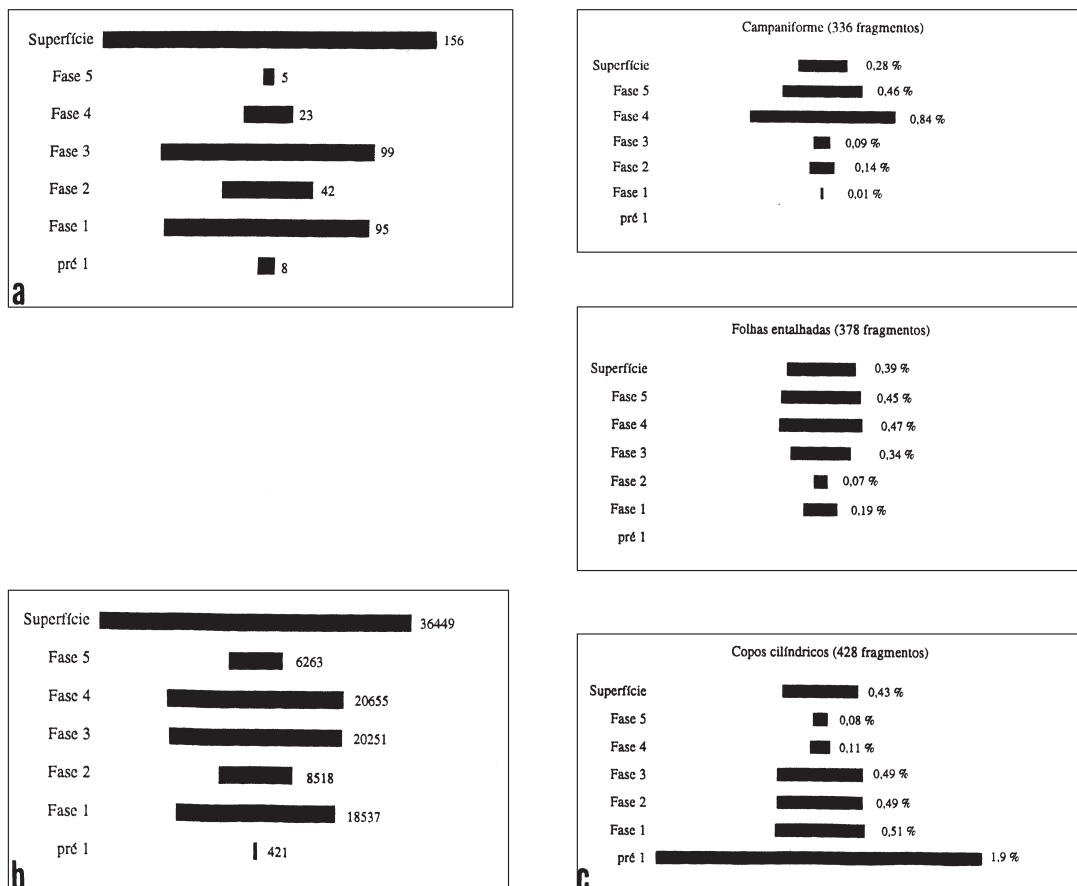 Superfície 156
Fase 5 5
Fase 4 23
Fase 3 99
Fase 2 42
Fase 1 95
pré 1 8
a
Superfície 36449
Fase 5 6263
Fase 4 20655
Fase 3 20251
Fase 2 8518
Fase 1 18537
pré 1 421
b
Campaniforme (336 fragmentos)
Superfície 0,28 %
Fase 5 0,46 %
Fase 4 0,84 %
Fase 3 0,09 %
Fase 2 0,14 %
Fase 1 0,01 %
pré 1
Folhas entalhadas (378 fragmentos)
Superfície 0,39 %
Fase 5 0,45 %
Fase 4 0,47 %
Fase 3 0,34 %
Fase 2 0,07 %
Fase 1 0,19 %
pré 1
Copos cilíndricos (428 fragmentos)
Superfície 0,43 %
Fase 5 0,08 %
Fase 4 0,11 %
Fase 3 0,49 %
Fase 2 0,49 %
Fase 1 0,51 %
pré 1 1,9 %
c